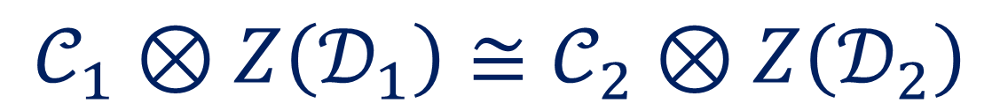 𝒞₁ ⊗ Z(𝒟₁) ≅ 𝒞₂ ⊗ Z(𝒟₂)